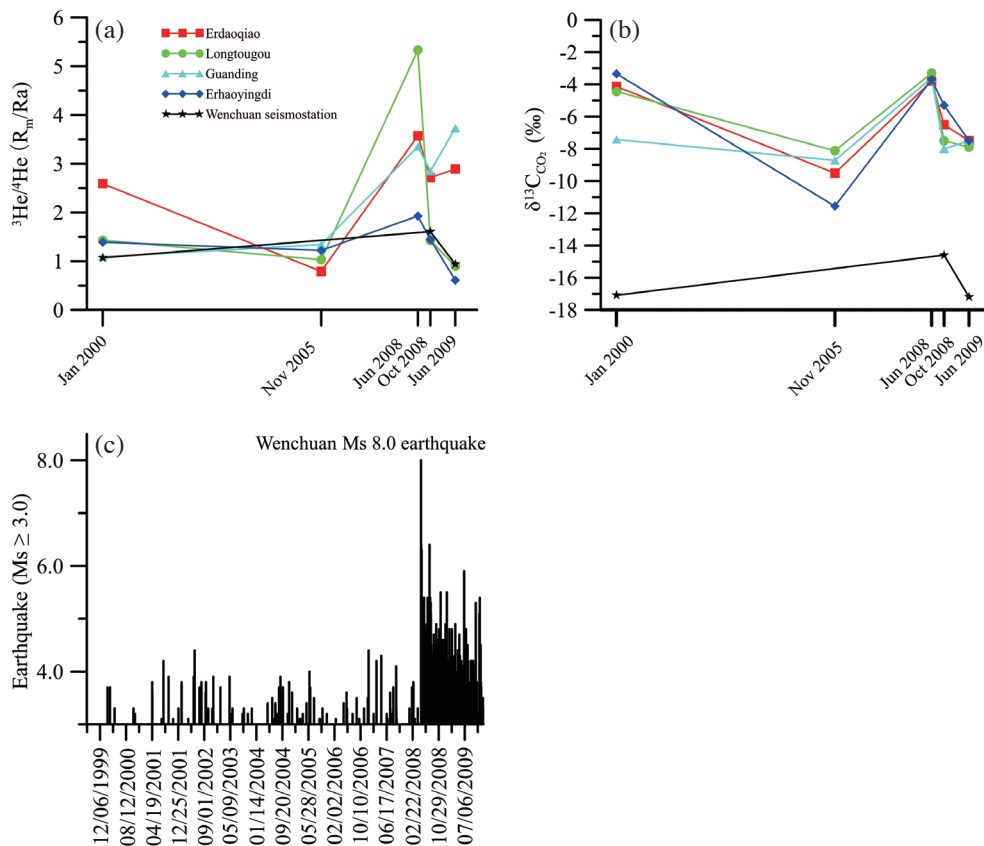 (a)
6
5
4
3
2
1
0
³He/⁴He (Rₘ/Ra)
Erdaoqiao
Longtougou
Guanding
Erhaoyingdi
Wenchuan seismostation
Jan 2000
Nov 2005
Jun 2008
Oct 2008
Jun 2009
(b)
0
-2
-4
-6
-8
-10
-12
-14
-16
-18
δ¹³C_CO₂ (‰)
Jan 2000
Nov 2005
Jun 2008
Oct 2008
Jun 2009
(c)
Wenchuan Ms 8.0 earthquake
8.0
6.0
4.0
Earthquake (Ms ≥ 3.0)
12/06/1999
08/12/2000
04/19/2001
12/25/2001
09/01/2002
05/09/2003
01/14/2004
09/20/2004
05/28/2005
02/02/2006
10/10/2006
06/17/2007
02/22/2008
10/29/2008
07/06/2009